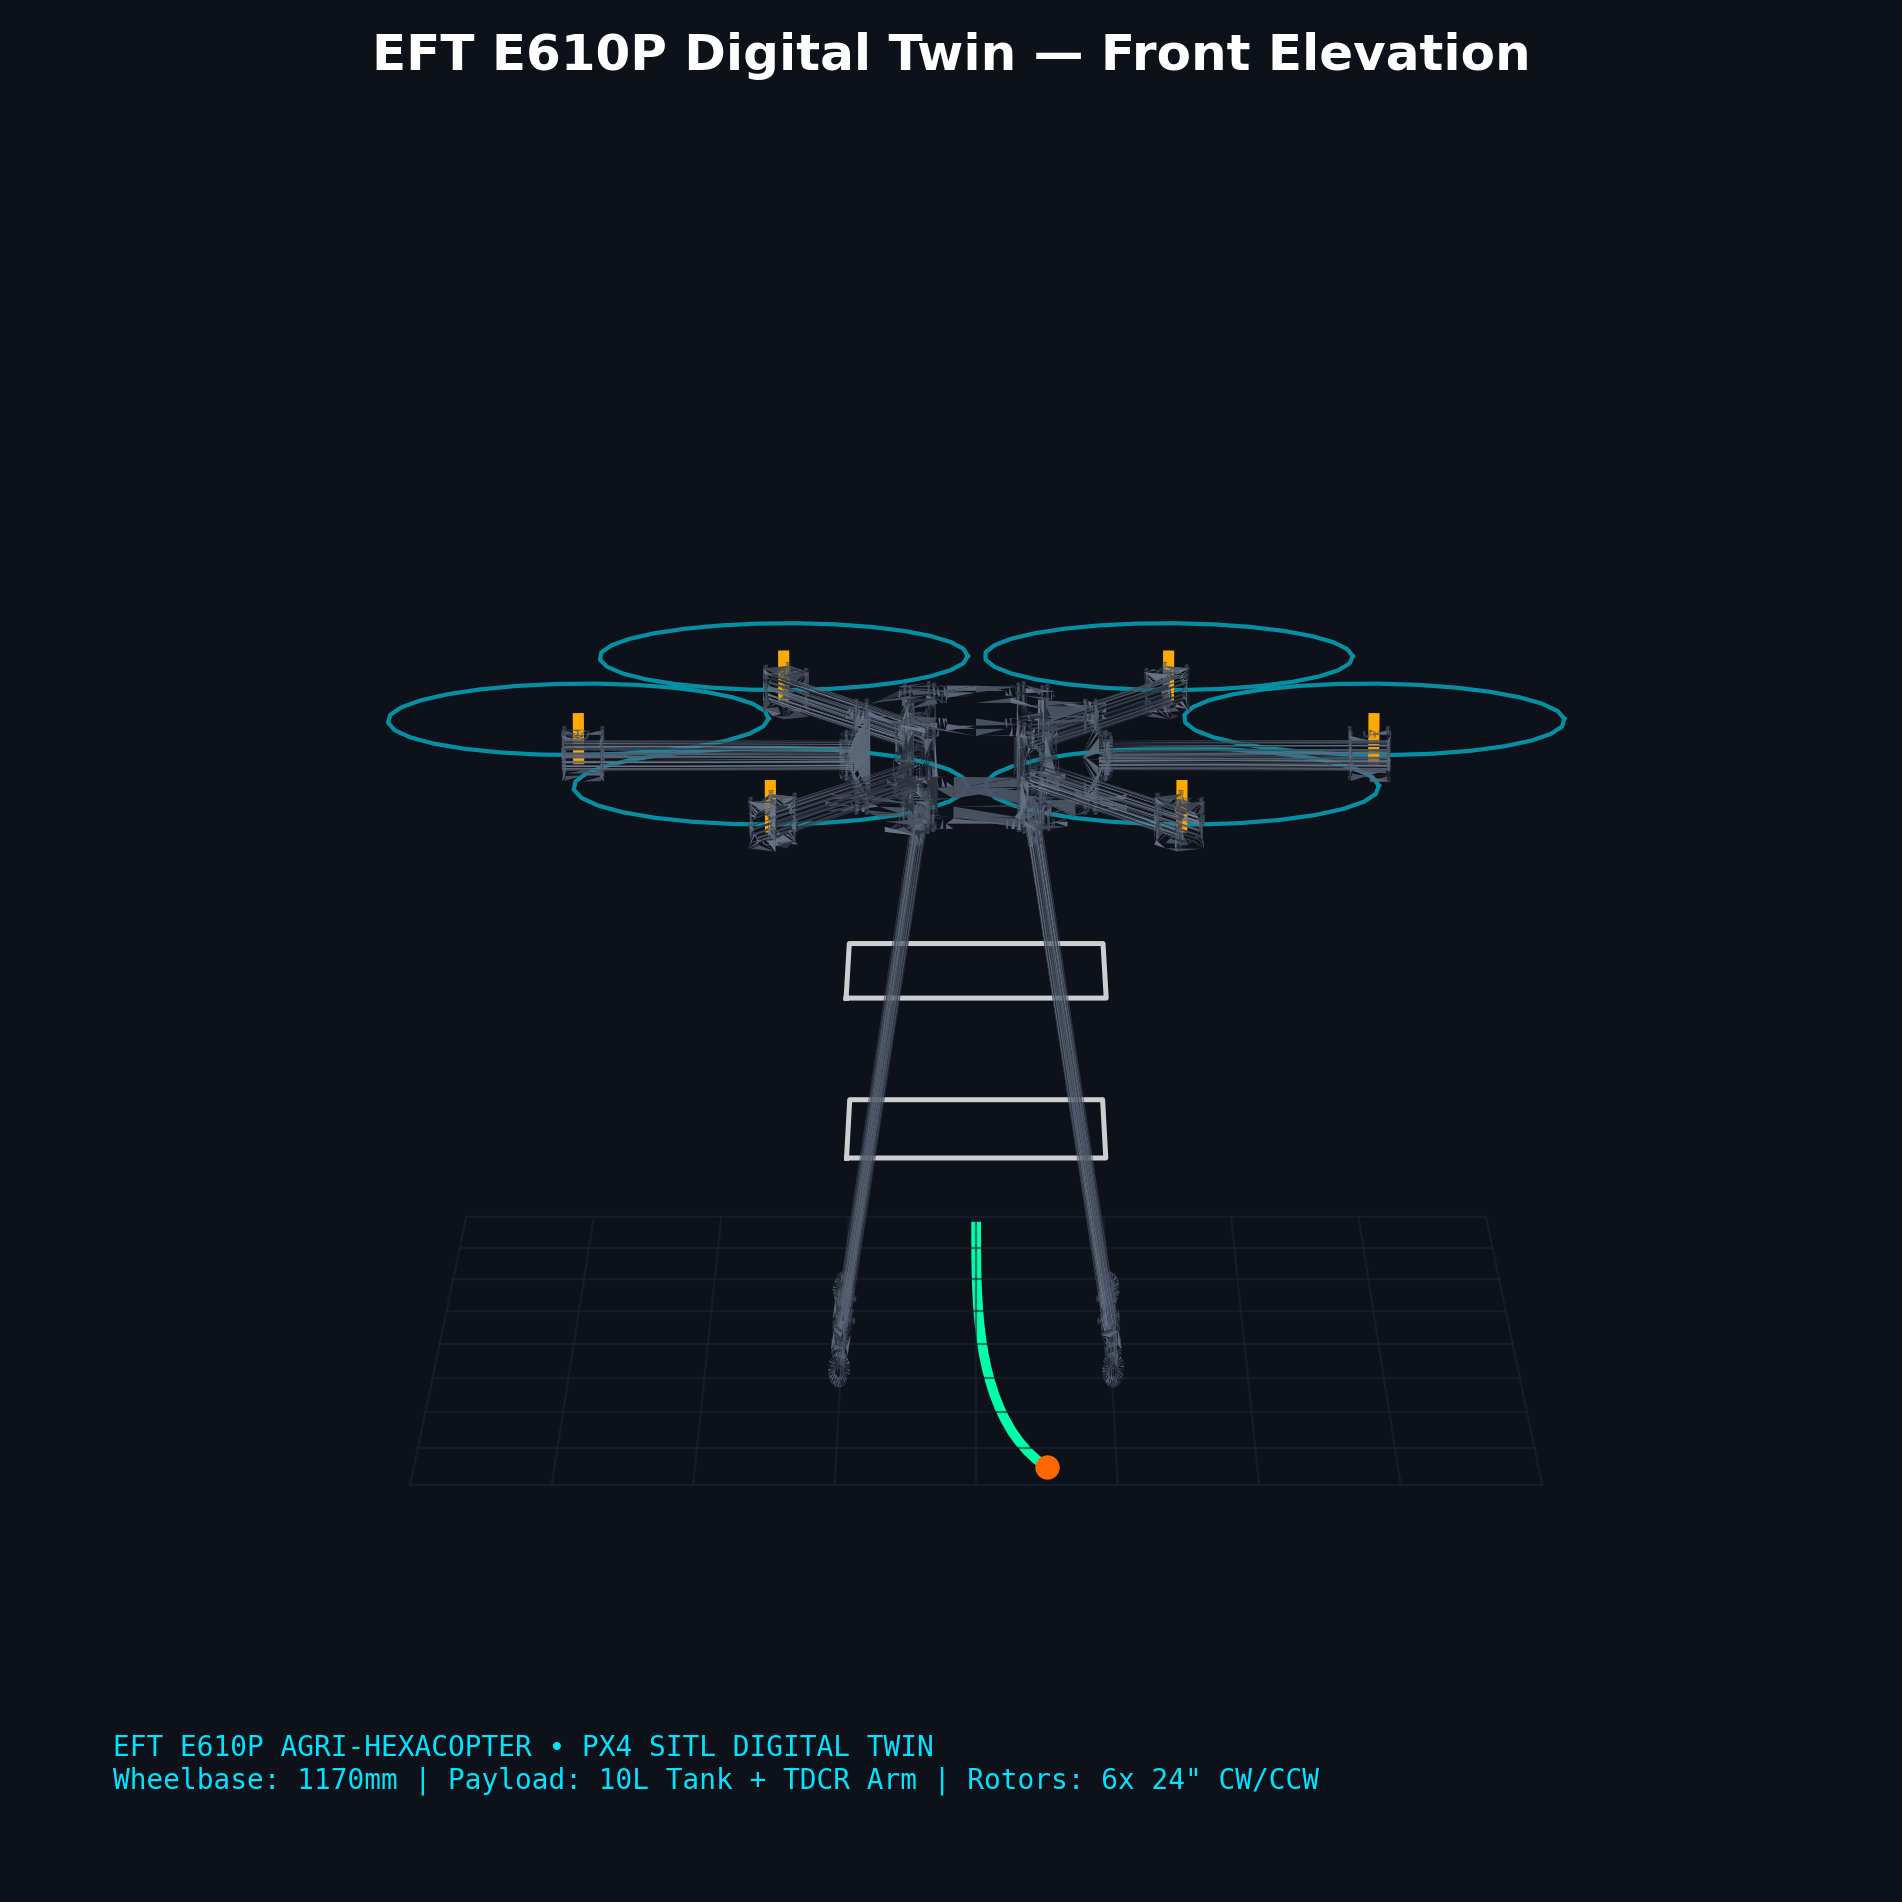 EFT E610P Digital Twin — Front Elevation
EFT E610P AGRI-HEXACOPTER • PX4 SITL DIGITAL TWIN
Wheelbase: 1170mm | Payload: 10L Tank + TDCR Arm | Rotors: 6x 24" CW/CCW